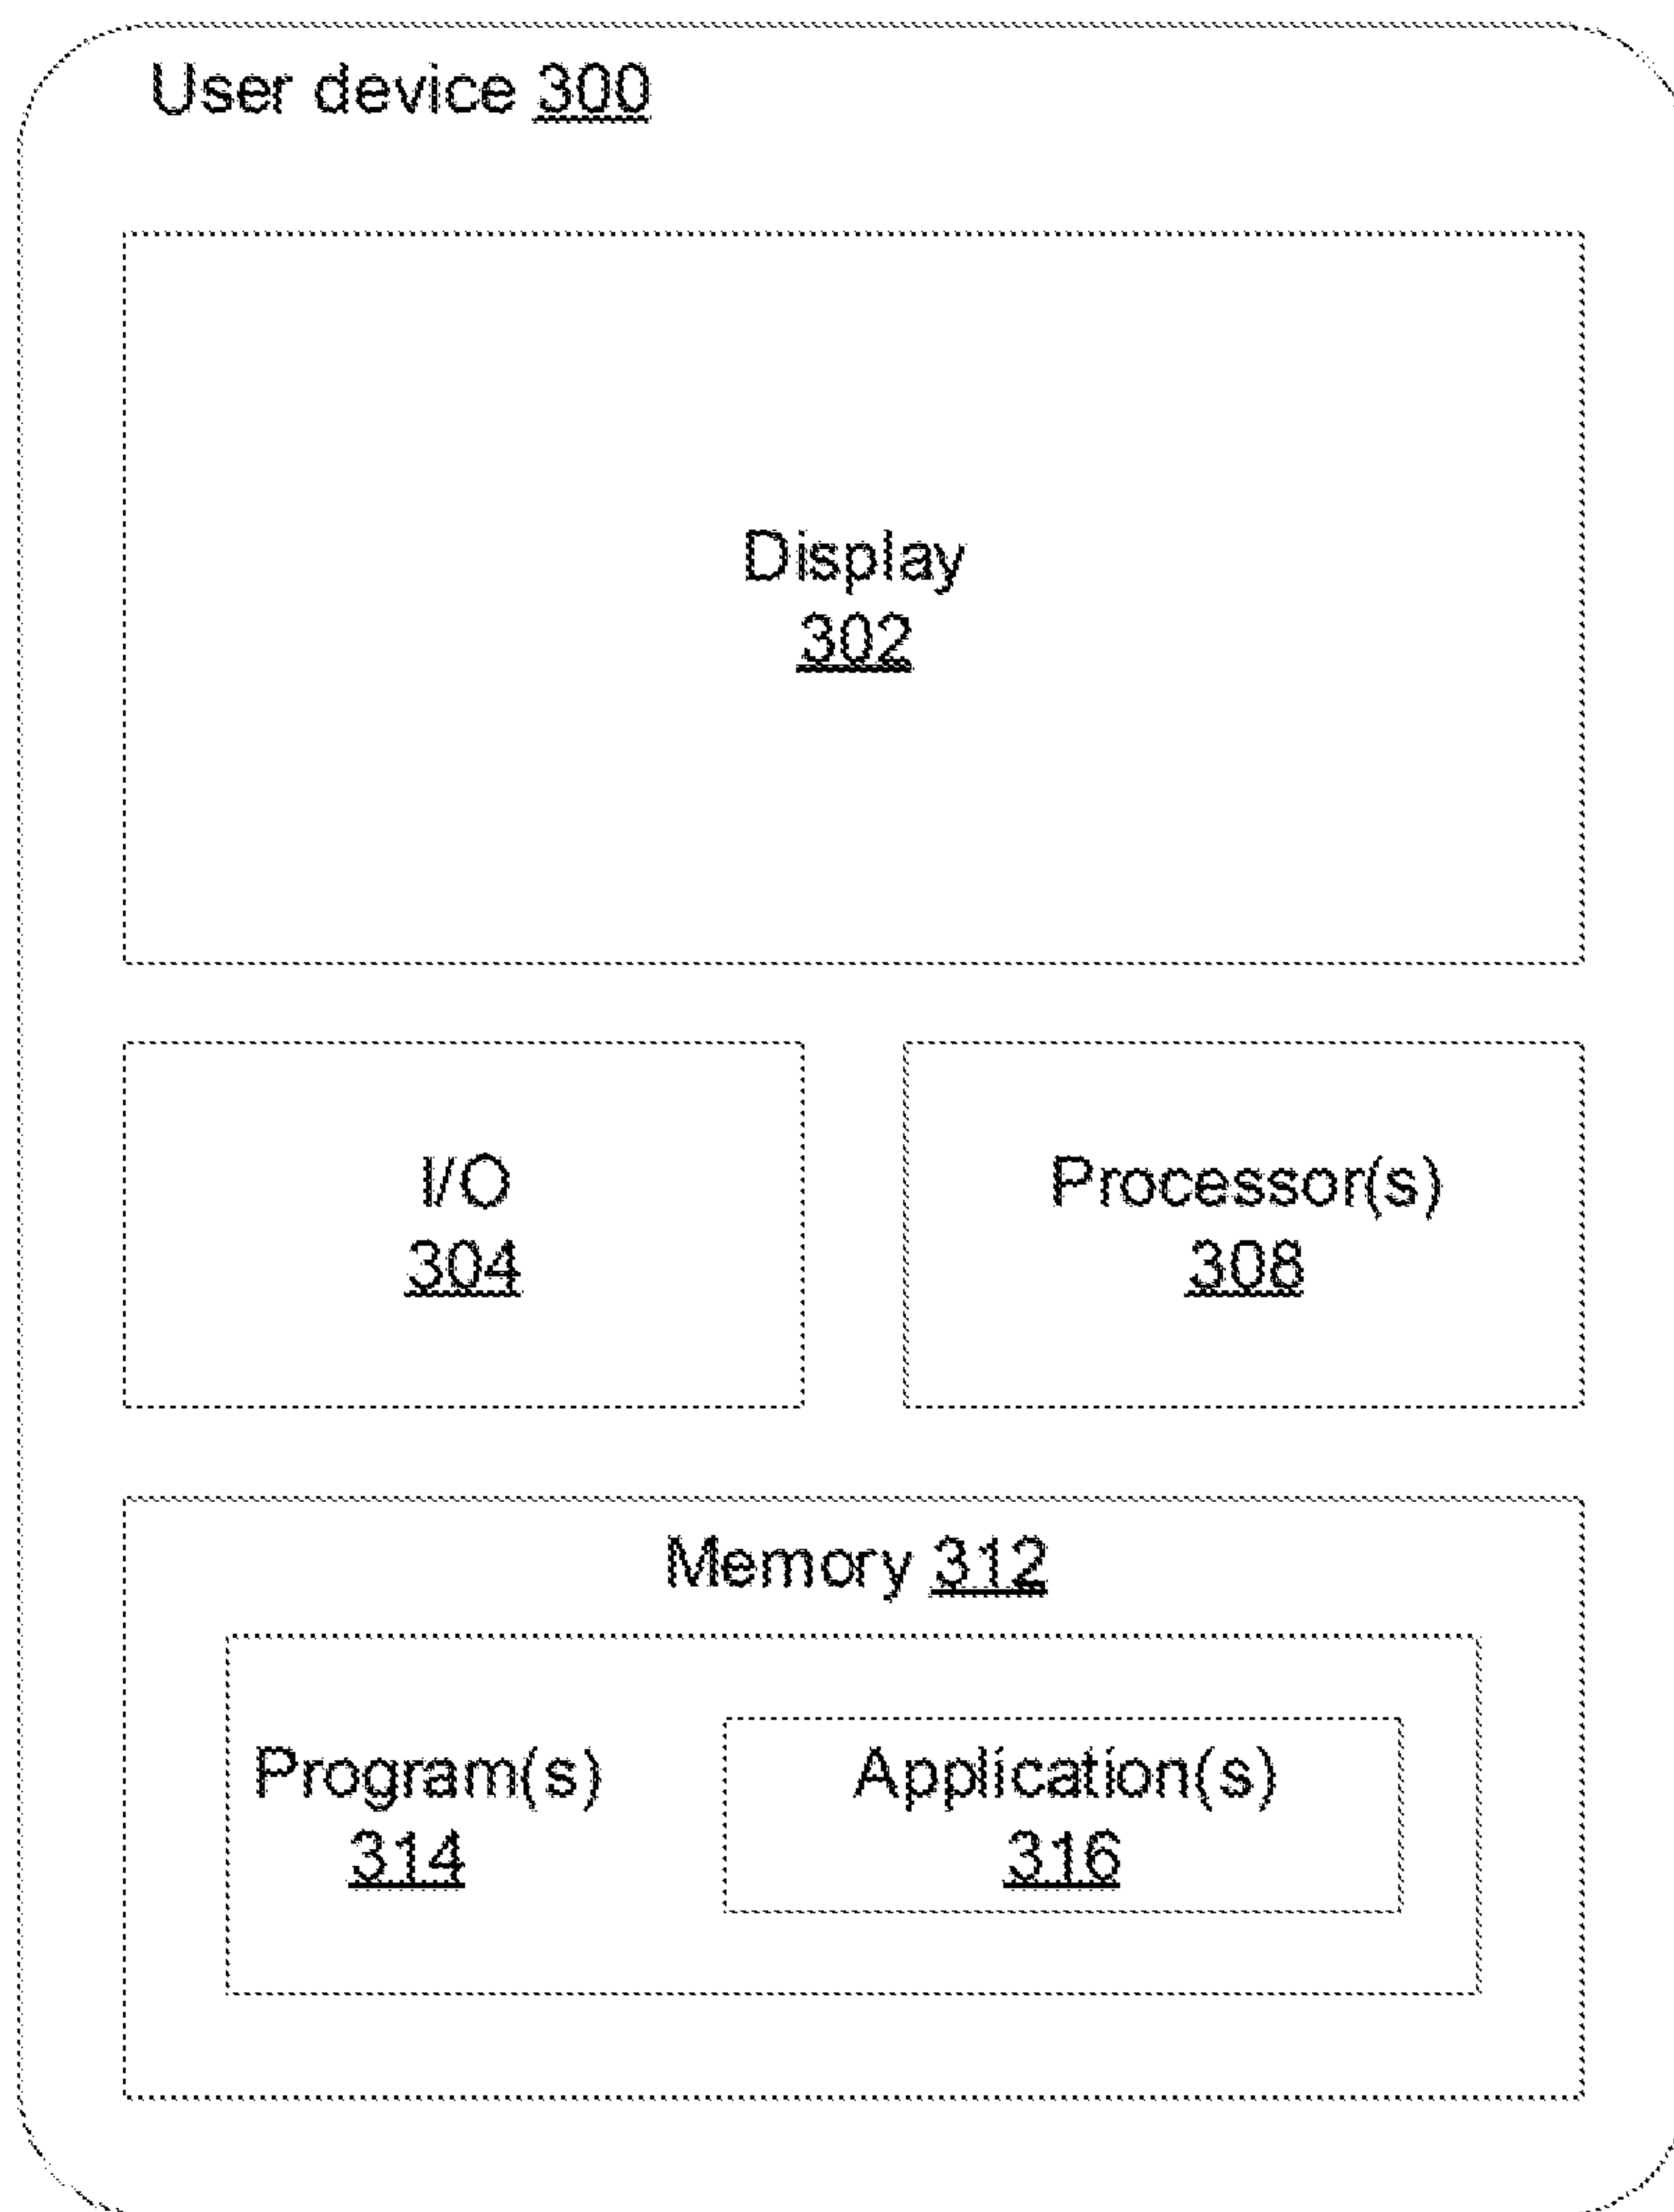 User device 300
Display
302
I/O
304
Processor(s)
308
Memory 312
Program(s)
314
Application(s)
316